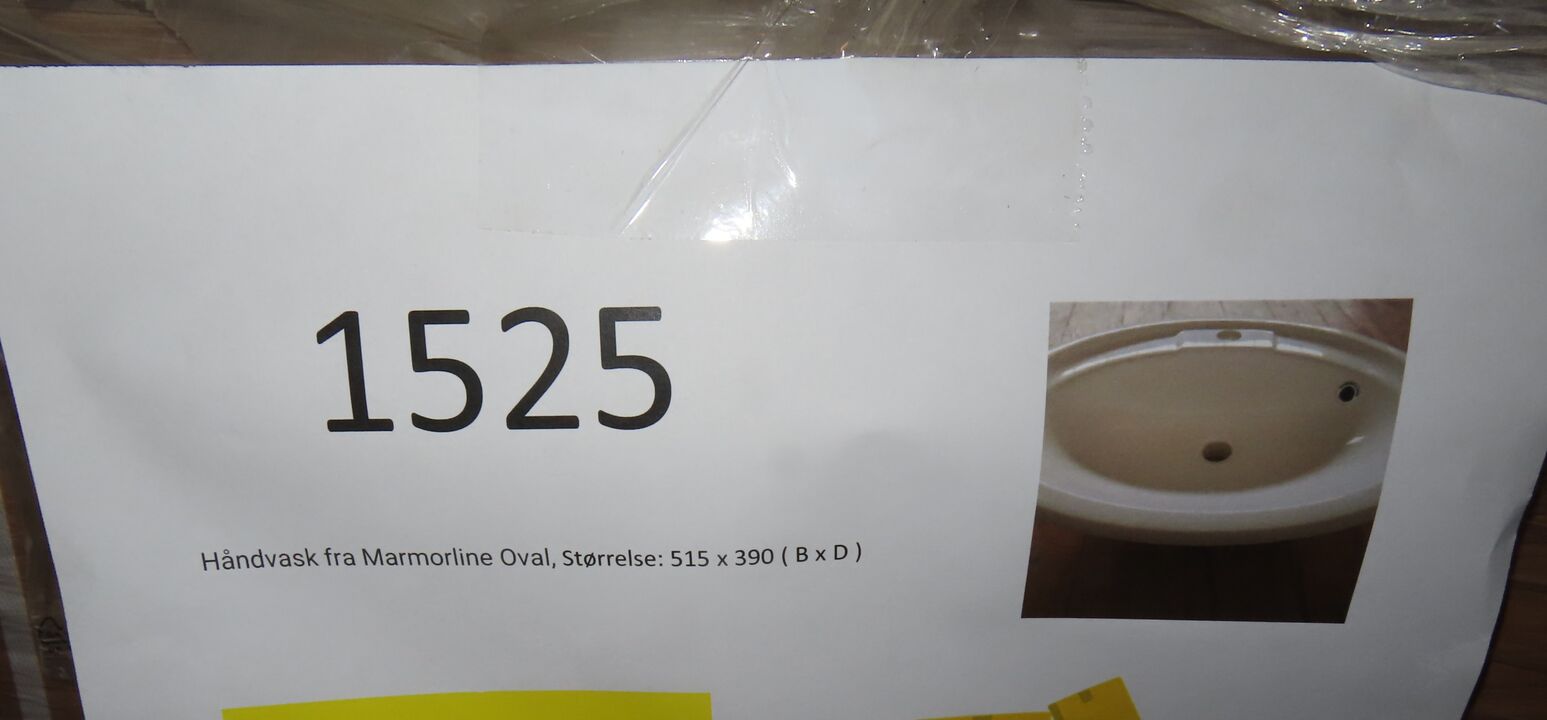 1525
Håndvask fra Marmorline Oval, Størrelse: 515 x 390 ( B x D )